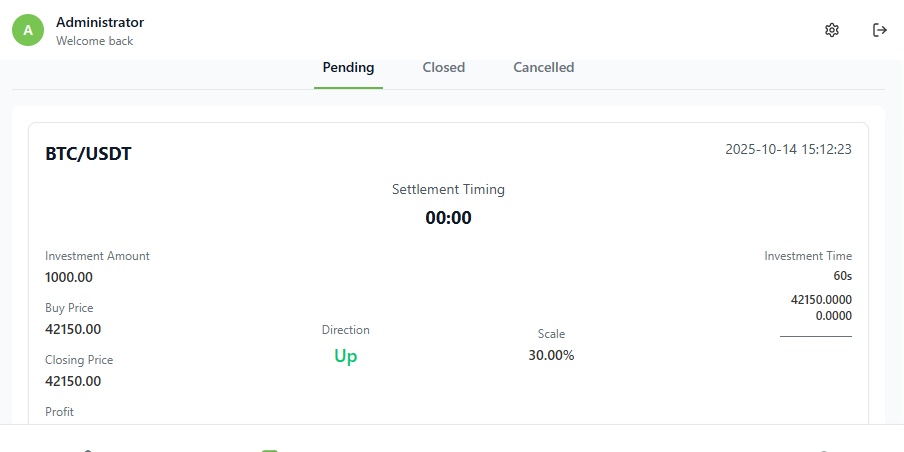 A
Administrator
Welcome back
Pending
Closed
Cancelled
BTC/USDT
2025-10-14 15:12:23
Settlement Timing
00:00
Investment Amount
1000.00
Buy Price
42150.00
Closing Price
42150.00
Profit
Direction
Up
Scale
30.00%
Investment Time
60s
42150.0000
0.0000